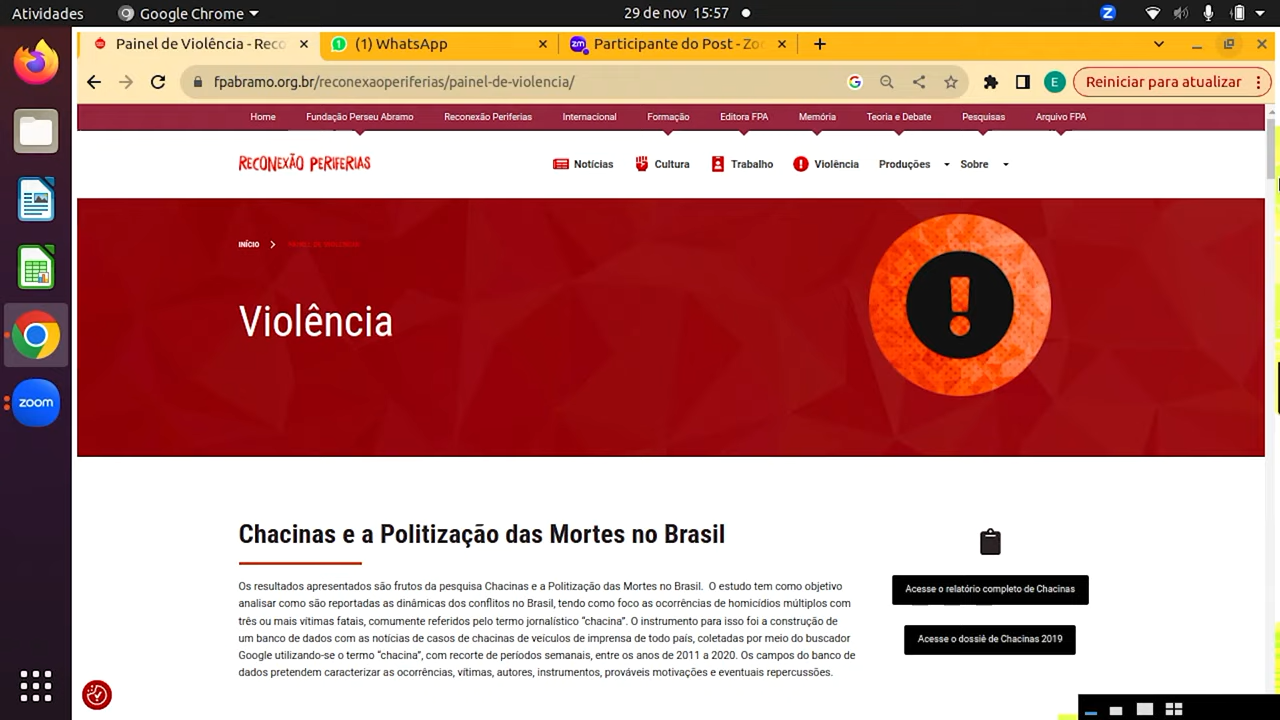 Atividades
Google Chrome
29 de nov 15:57
Painel de Violência - Reco
(1) WhatsApp
Participante do Post - Zoo
fpabramo.org.br/reconexaoperiferias/painel-de-violencia/
E
Reiniciar para atualizar
Home
Fundação Perseu Abramo
Reconexão Periferias
Internacional
Formação
Editora FPA
Memória
Teoria e Debate
Pesquisas
Arquivo FPA
RECONEXÃO PERIFERIAS
Notícias
Cultura
Trabalho
Violência
Produções
Sobre
INÍCIO
PAINEL DE VIOLÊNCIA
Violência
zoom
Chacinas e a Politização das Mortes no Brasil
Os resultados apresentados são frutos da pesquisa Chacinas e a Politização das Mortes no Brasil. O estudo tem como objetivo
analisar como são reportadas as dinâmicas dos conflitos no Brasil, tendo como foco as ocorrências de homicídios múltiplos com
três ou mais vítimas fatais, comumente referidos pelo termo jornalístico “chacina”. O instrumento para isso foi a construção de
um banco de dados com as notícias de casos de chacinas de veículos de imprensa de todo país, coletadas por meio do buscador
Google utilizando-se o termo “chacina”, com recorte de períodos semanais, entre os anos de 2011 a 2020. Os campos do banco de
dados pretendem caracterizar as ocorrências, vítimas, autores, instrumentos, prováveis motivações e eventuais repercussões.
Acesse o relatório completo de Chacinas
Acesse o dossiê de Chacinas 2019